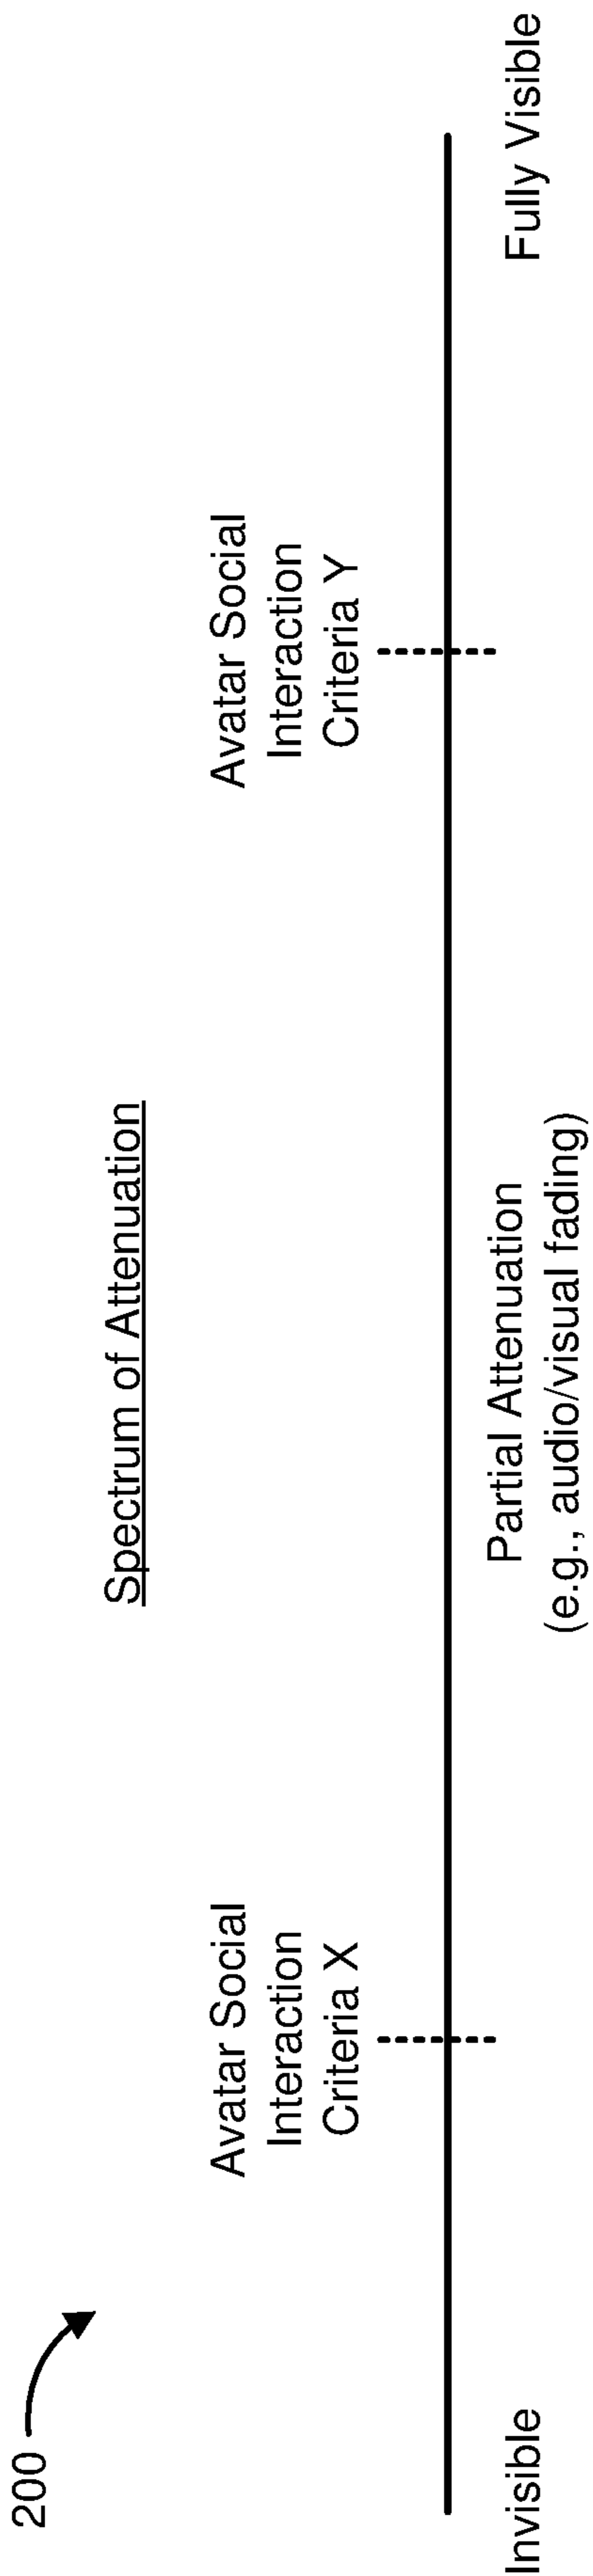 200
Spectrum of Attenuation
Avatar Social
Interaction
Criteria X
Avatar Social
Interaction
Criteria Y
Invisible
Partial Attenuation
(e.g., audio/visual fading)
Fully Visible